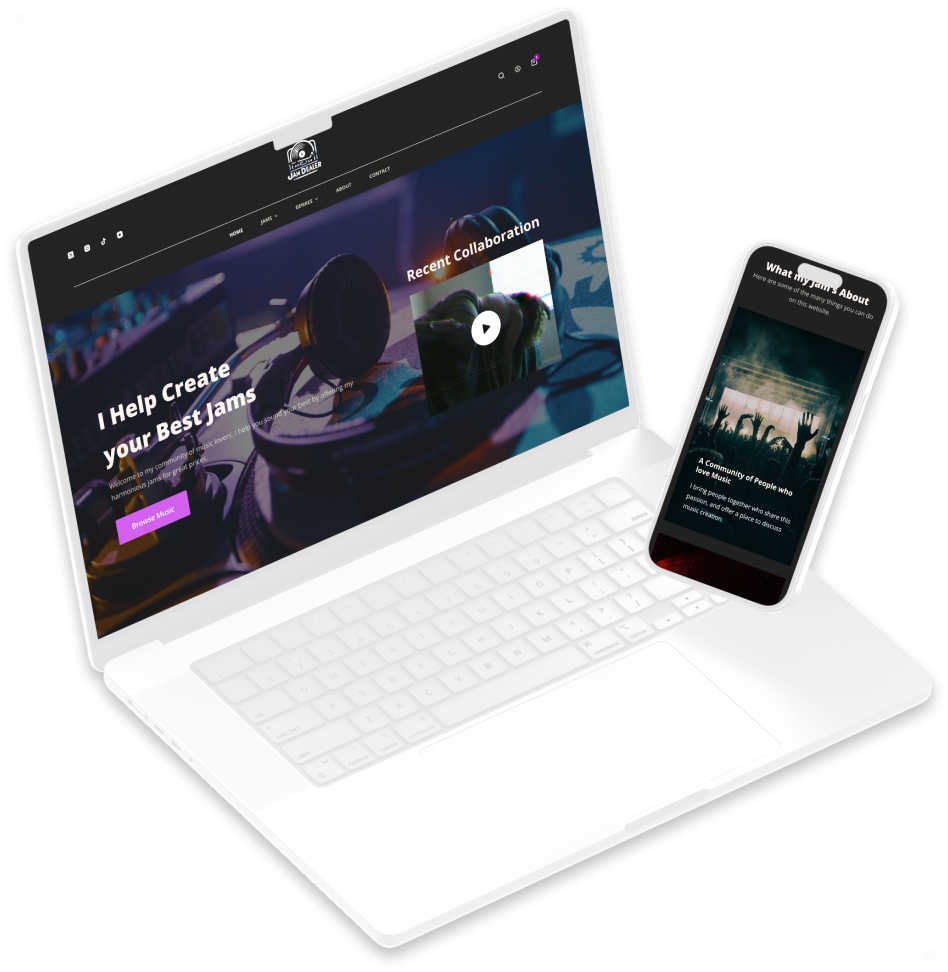 JAM DEALER
HOME
JAMS
GENRES
ABOUT
CONTACT
I Help Create
your Best Jams
Welcome to my community of music lovers. I help you sound your best by offering my
harmonious jams for great prices.
Browse Music
Recent Collaboration
What my Jam's About
Here are some of the many things you can do
on this website.
A Community of People who
love Music
I bring people together who share this
passion, and offer a place to discuss
music creation.